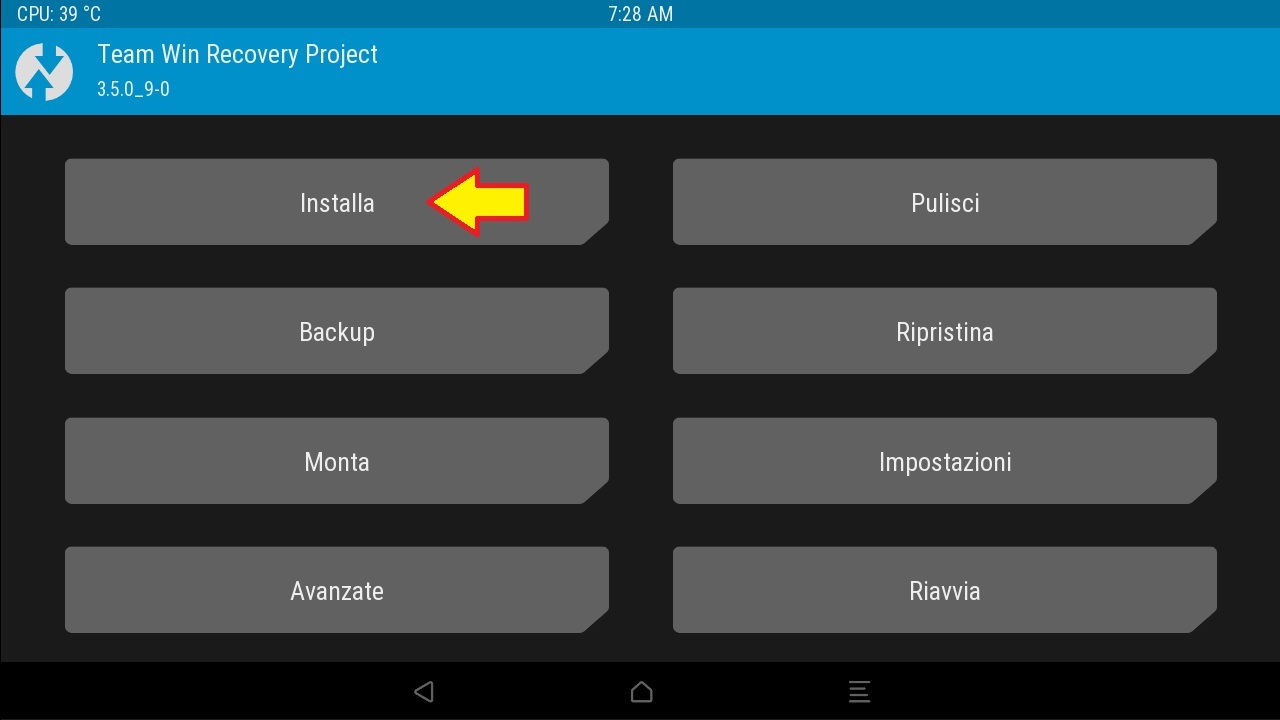 CPU: 39 °C
7:28 AM
Team Win Recovery Project
3.5.0_9-0
Installa
Pulisci
Backup
Ripristina
Monta
Impostazioni
Avanzate
Riavvia